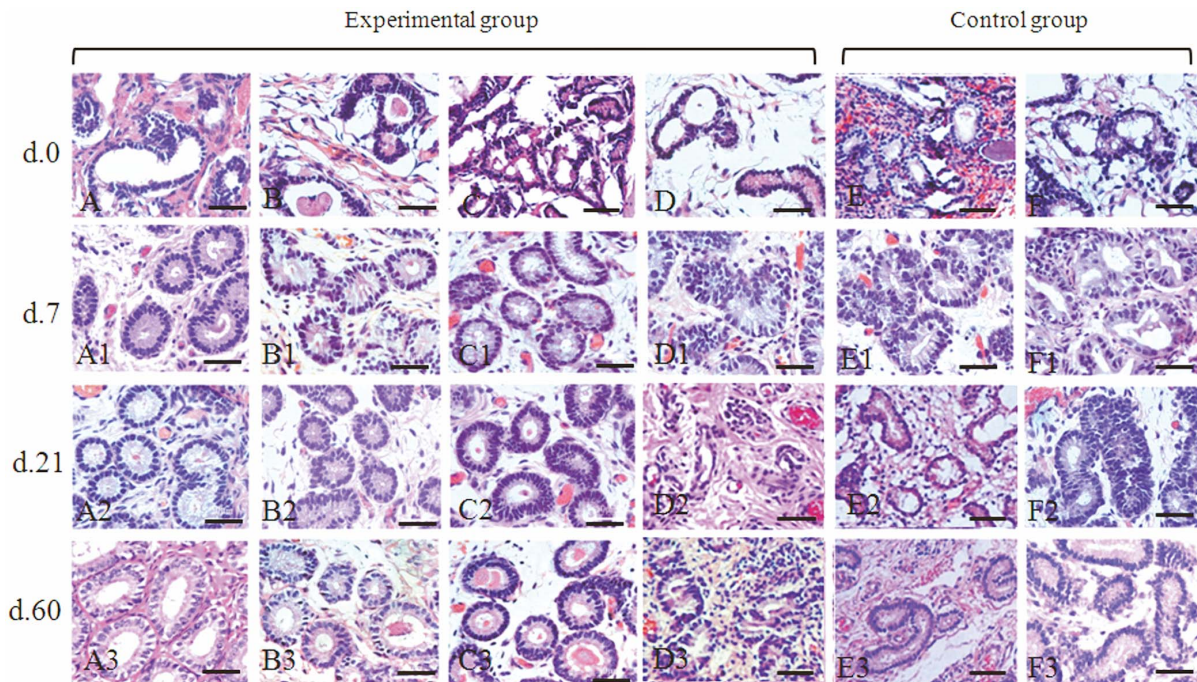 Experimental group Control group
d.0 A B C D E F
d.7 A1 B1 C1 D1 E1 F1
d.21 A2 B2 C2 D2 E2 F2
d.60 A3 B3 C3 D3 E3 F3